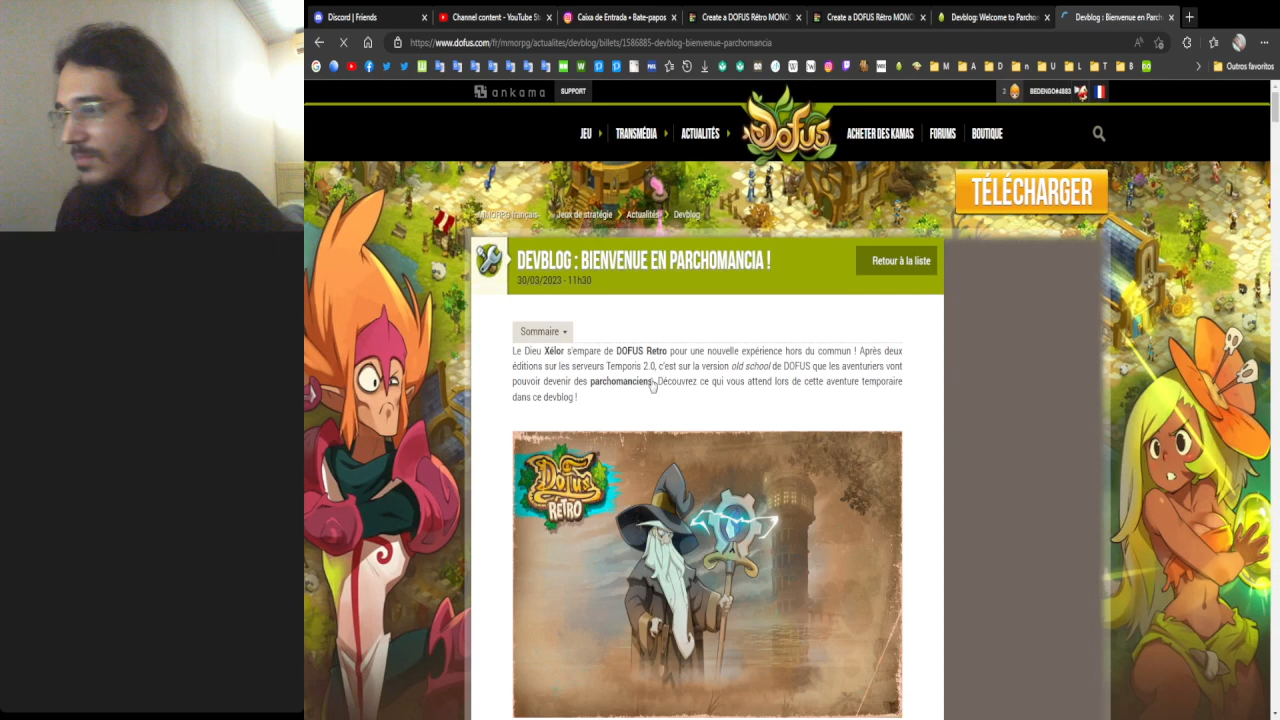 Discord | Friends
Channel content - YouTube St
Caixa de Entrada • Bate-papos
Create a DOFUS Rétro MONO
Create a DOFUS Rétro MONO
Devblog: Welcome to Parchom
Devblog : Bienvenue en Parch
https://www.dofus.com/fr/mmorpg/actualites/devblog/billets/1586885-devblog-bienvenue-parchomancia
M
A
D
n
U
L
T
B
Outros favoritos
ankama
SUPPORT
2
BEDENGO#4883
JEU
TRANSMÉDIA
ACTUALITÉS
DOFUS
ACHETER DES KAMAS
FORUMS
BOUTIQUE
TÉLÉCHARGER
MMORPG français
Jeux de stratégie
Actualités
Devblog
DEVBLOG : BIENVENUE EN PARCHOMANCIA !
30/03/2023 - 11h30
Retour à la liste
Sommaire
Le Dieu Xélor s'empare de DOFUS Retro pour une nouvelle expérience hors du commun ! Après deux
éditions sur les serveurs Temporis 2.0, c'est sur la version old school de DOFUS que les aventuriers vont
pouvoir devenir des parchomanciens. Découvrez ce qui vous attend lors de cette aventure temporaire
dans ce devblog !
DOFUS
RETRO